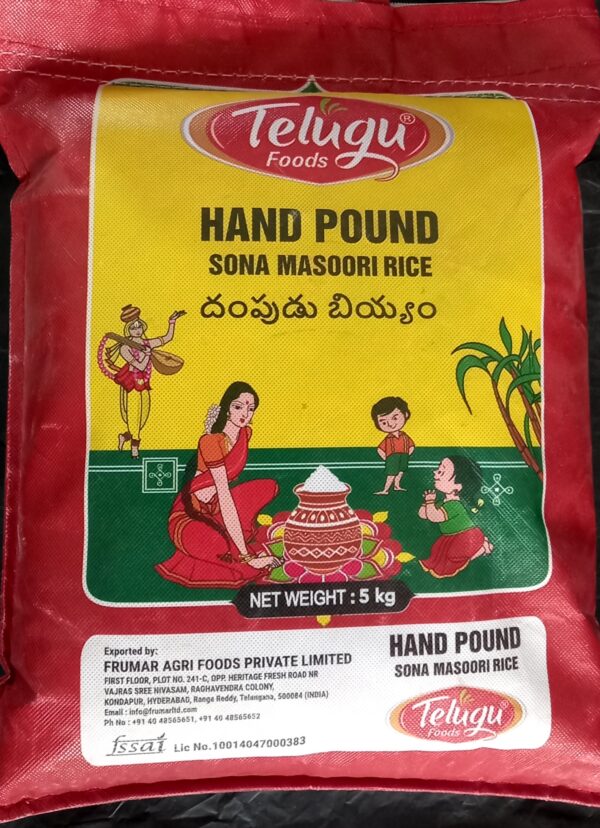 Telugu®
Foods
HAND POUND
SONA MASOORI RICE
దంపుడు బియ్యం
NET WEIGHT : 5 kg
Exported by:
FRUMAR AGRI FOODS PRIVATE LIMITED
FIRST FLOOR, PLOT NO. 241-C, OPP. HERITAGE FRESH ROAD NR
VAJRAS SREE NIVASAM, RAGHAVENDRA COLONY,
KONDAPUR, HYDERABAD, Ranga Reddy, Telangana, 500084 (INDIA)
Email : info@frumarltd.com
Ph No : +91 40 48565651, +91 40 48565652
fssai Lic No.10014047000383
HAND POUND
SONA MASOORI RICE
Telugu®
Foods